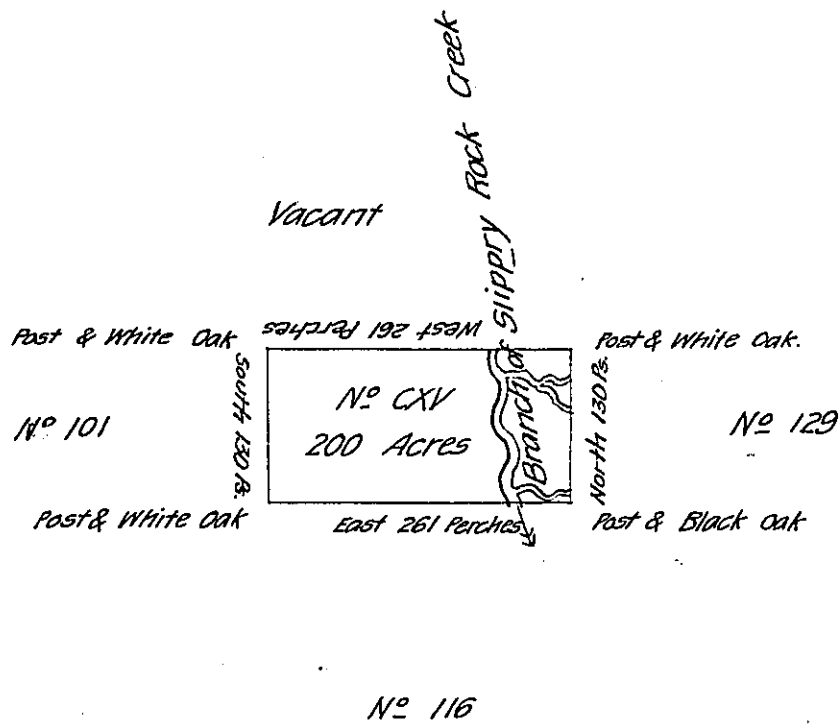 Branch of Slippry Rock Creek
Vacant
Post & White Oak
West 261 Perches
Post & White Oak.
South 130 Ps.
Nº CXV
200 Acres
North 130 Ps.
Nº 101
Nº 129
Post & White Oak
East 261 Perches
Post & Black Oak
Nº 116